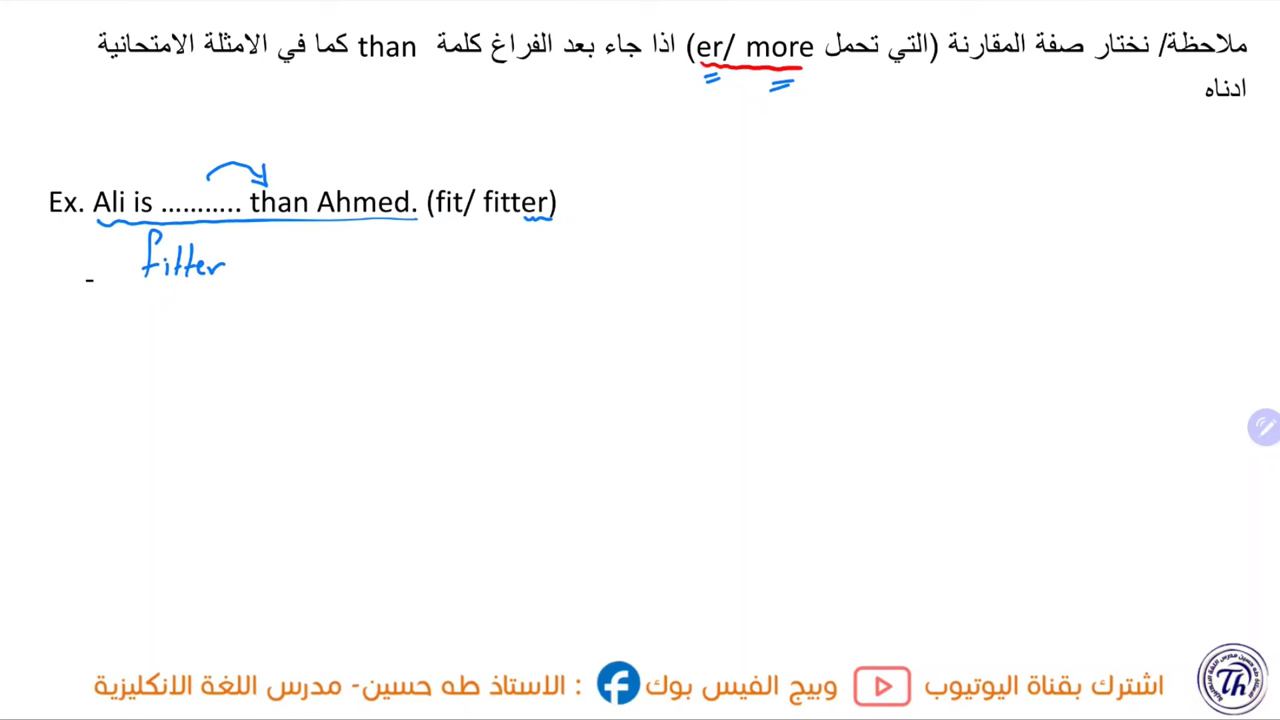 ملاحظة/ نختار صفة المقارنة (التي تحمل er/ more) اذا جاء بعد الفراغ كلمة than كما في الامثلة الامتحانية
ادناه
Ex. Ali is ........... than Ahmed. (fit/ fitter)
- fitter
اشترك بقناة اليوتيوب وبيج الفيس بوك : الاستاذ طه حسين- مدرس اللغة الانكليزية
Th